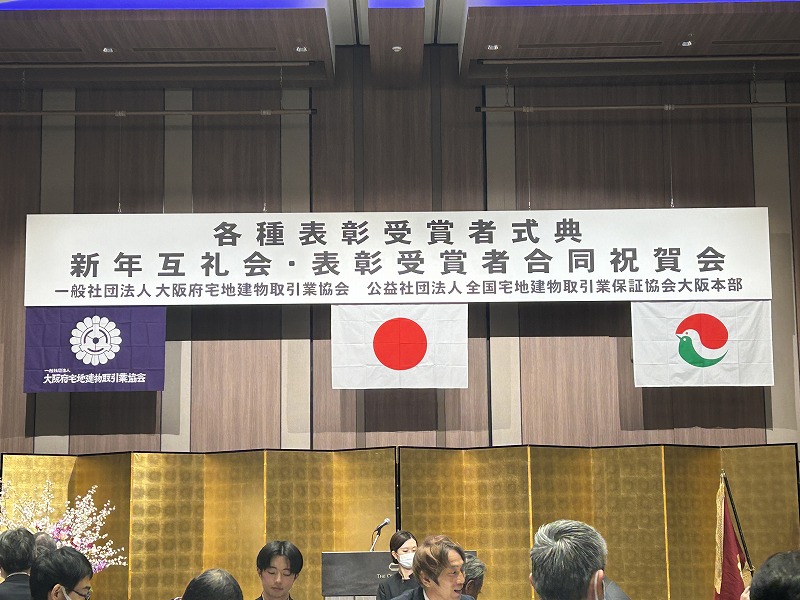 各種表彰受賞者式典
新年互礼会・表彰受賞者合同祝賀会
一般社団法人 大阪府宅地建物取引業協会 公益社団法人 全国宅地建物取引業保証協会大阪本部
一般社団法人
大阪府宅地建物取引業協会